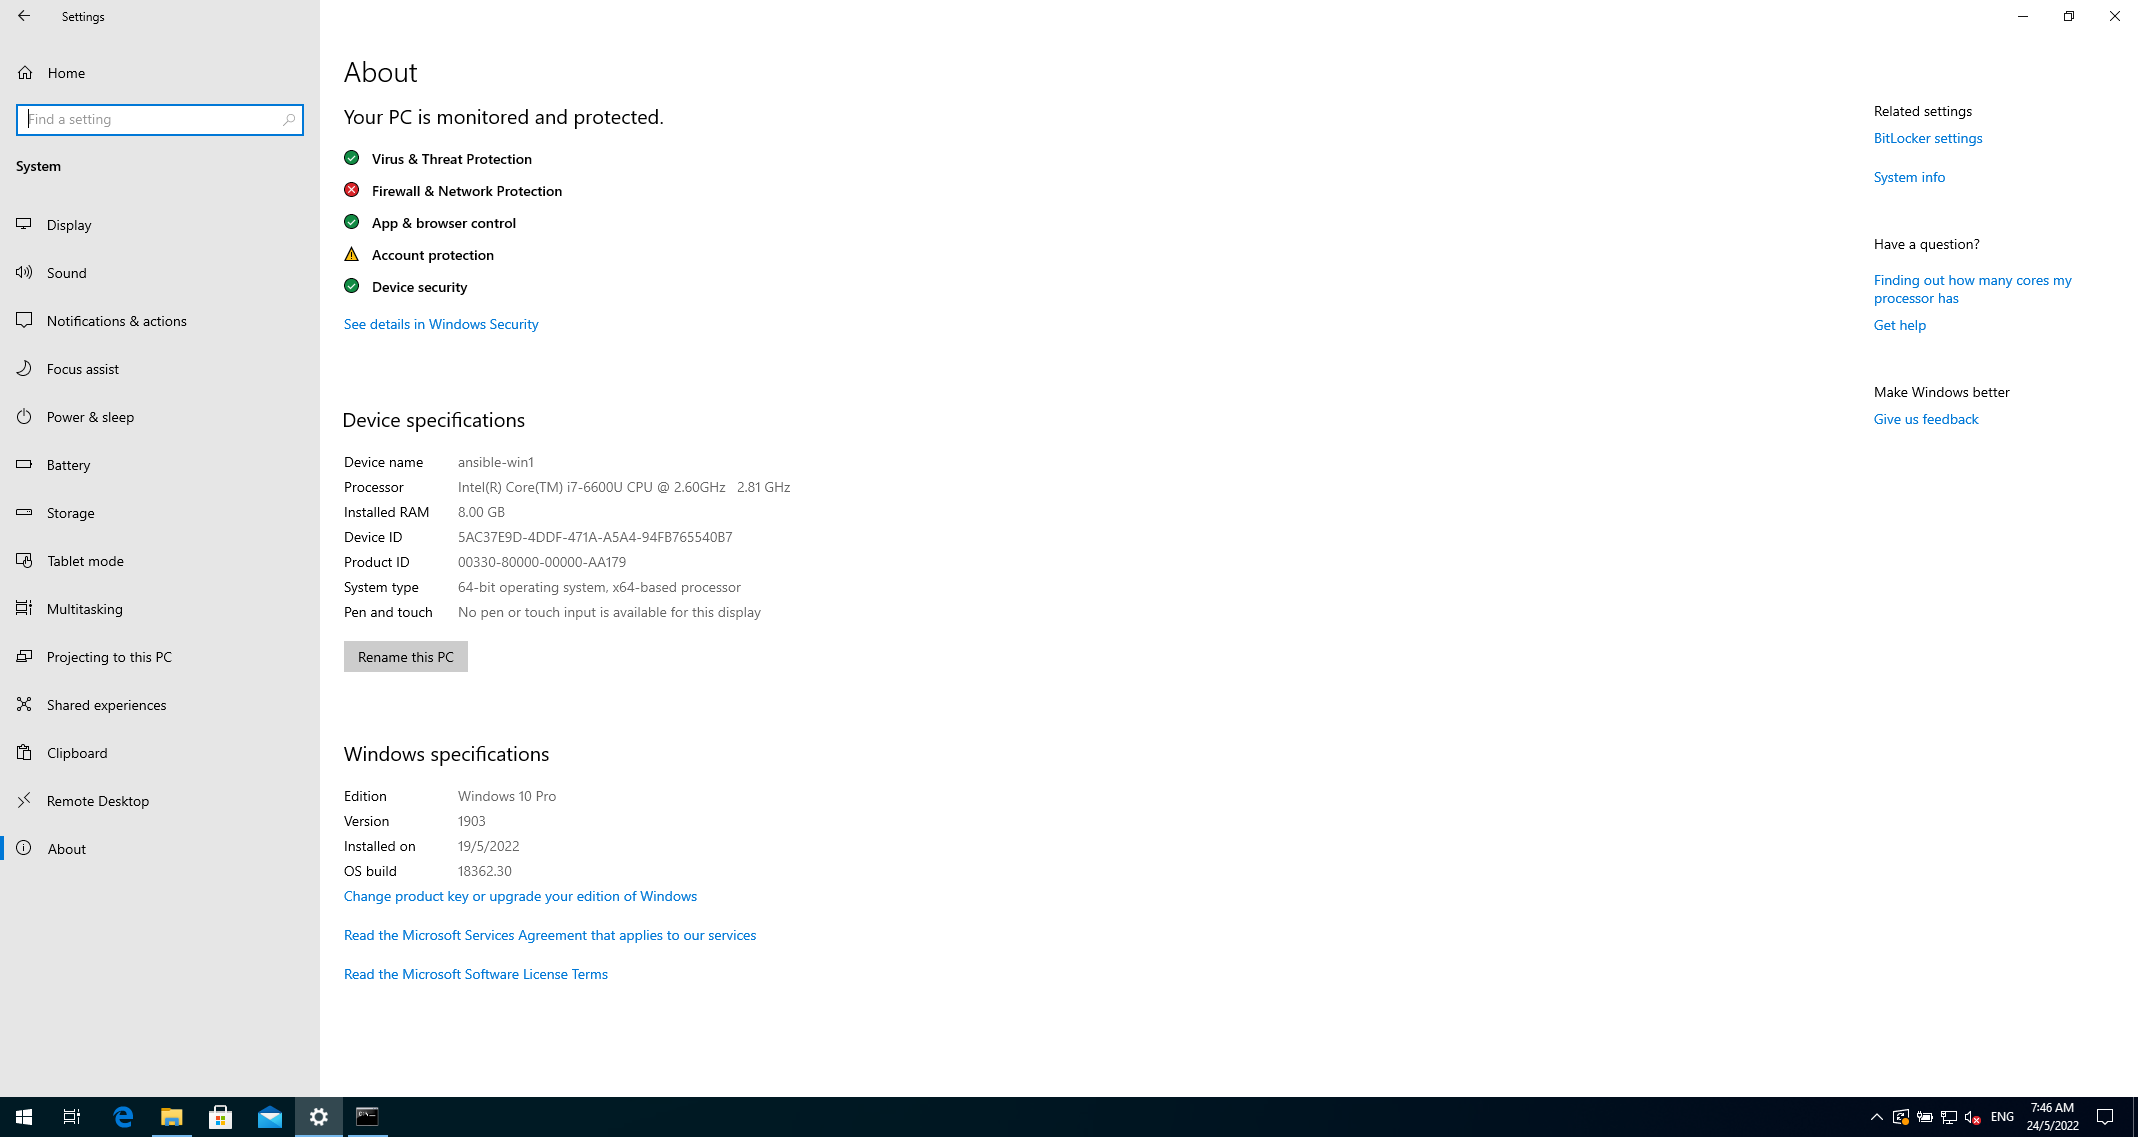 Settings
Home
Find a setting
System
Display
Sound
Notifications & actions
Focus assist
Power & sleep
Battery
Storage
Tablet mode
Multitasking
Projecting to this PC
Shared experiences
Clipboard
Remote Desktop
About
About
Your PC is monitored and protected.
Virus & Threat Protection
Firewall & Network Protection
App & browser control
Account protection
Device security
See details in Windows Security
Device specifications
Device name ansible-win1
Processor Intel(R) Core(TM) i7-6600U CPU @ 2.60GHz 2.81 GHz
Installed RAM 8.00 GB
Device ID 5AC37E9D-4DDF-471A-A5A4-94FB765540B7
Product ID 00330-80000-00000-AA179
System type 64-bit operating system, x64-based processor
Pen and touch No pen or touch input is available for this display
Rename this PC
Windows specifications
Edition Windows 10 Pro
Version 1903
Installed on 19/5/2022
OS build 18362.30
Change product key or upgrade your edition of Windows
Read the Microsoft Services Agreement that applies to our services
Read the Microsoft Software License Terms
Related settings
BitLocker settings
System info
Have a question?
Finding out how many cores my
processor has
Get help
Make Windows better
Give us feedback
ENG
7:46 AM
24/5/2022